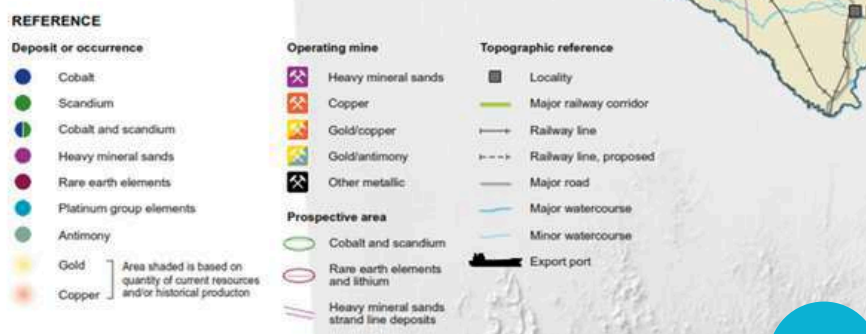 REFERENCE
Deposit or occurrence
Cobalt
Scandium
Cobalt and scandium
Heavy mineral sands
Rare earth elements
Platinum group elements
Antimony
Gold
Copper
Area shaded is based on
quantity of current resources
and/or historical producton
Operating mine
Heavy mineral sands
Copper
Gold/copper
Gold/antimony
Other metallic
Prospective area
Cobalt and scandium
Rare earth elements
and lithium
Heavy mineral sands
strand line deposits
Topographic reference
Locality
Major railway corridor
Railway line
Railway line, proposed
Major road
Major watercourse
Minor watercourse
Export port